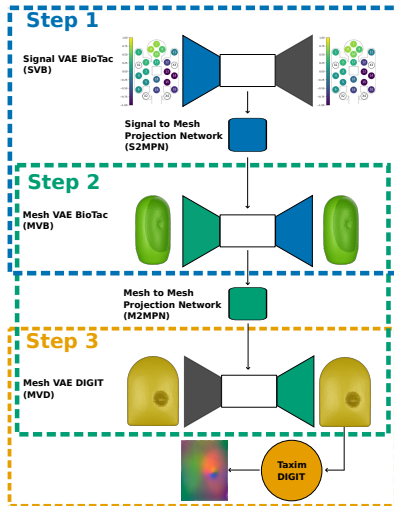 Step 1
Signal VAE BioTac
(SVB)
Signal to Mesh
Projection Network
(S2MPN)
Step 2
Mesh VAE BioTac
(MVB)
Mesh to Mesh
Projection Network
(M2MPN)
Step 3
Mesh VAE DIGIT
(MVD)
Taxim
DIGIT